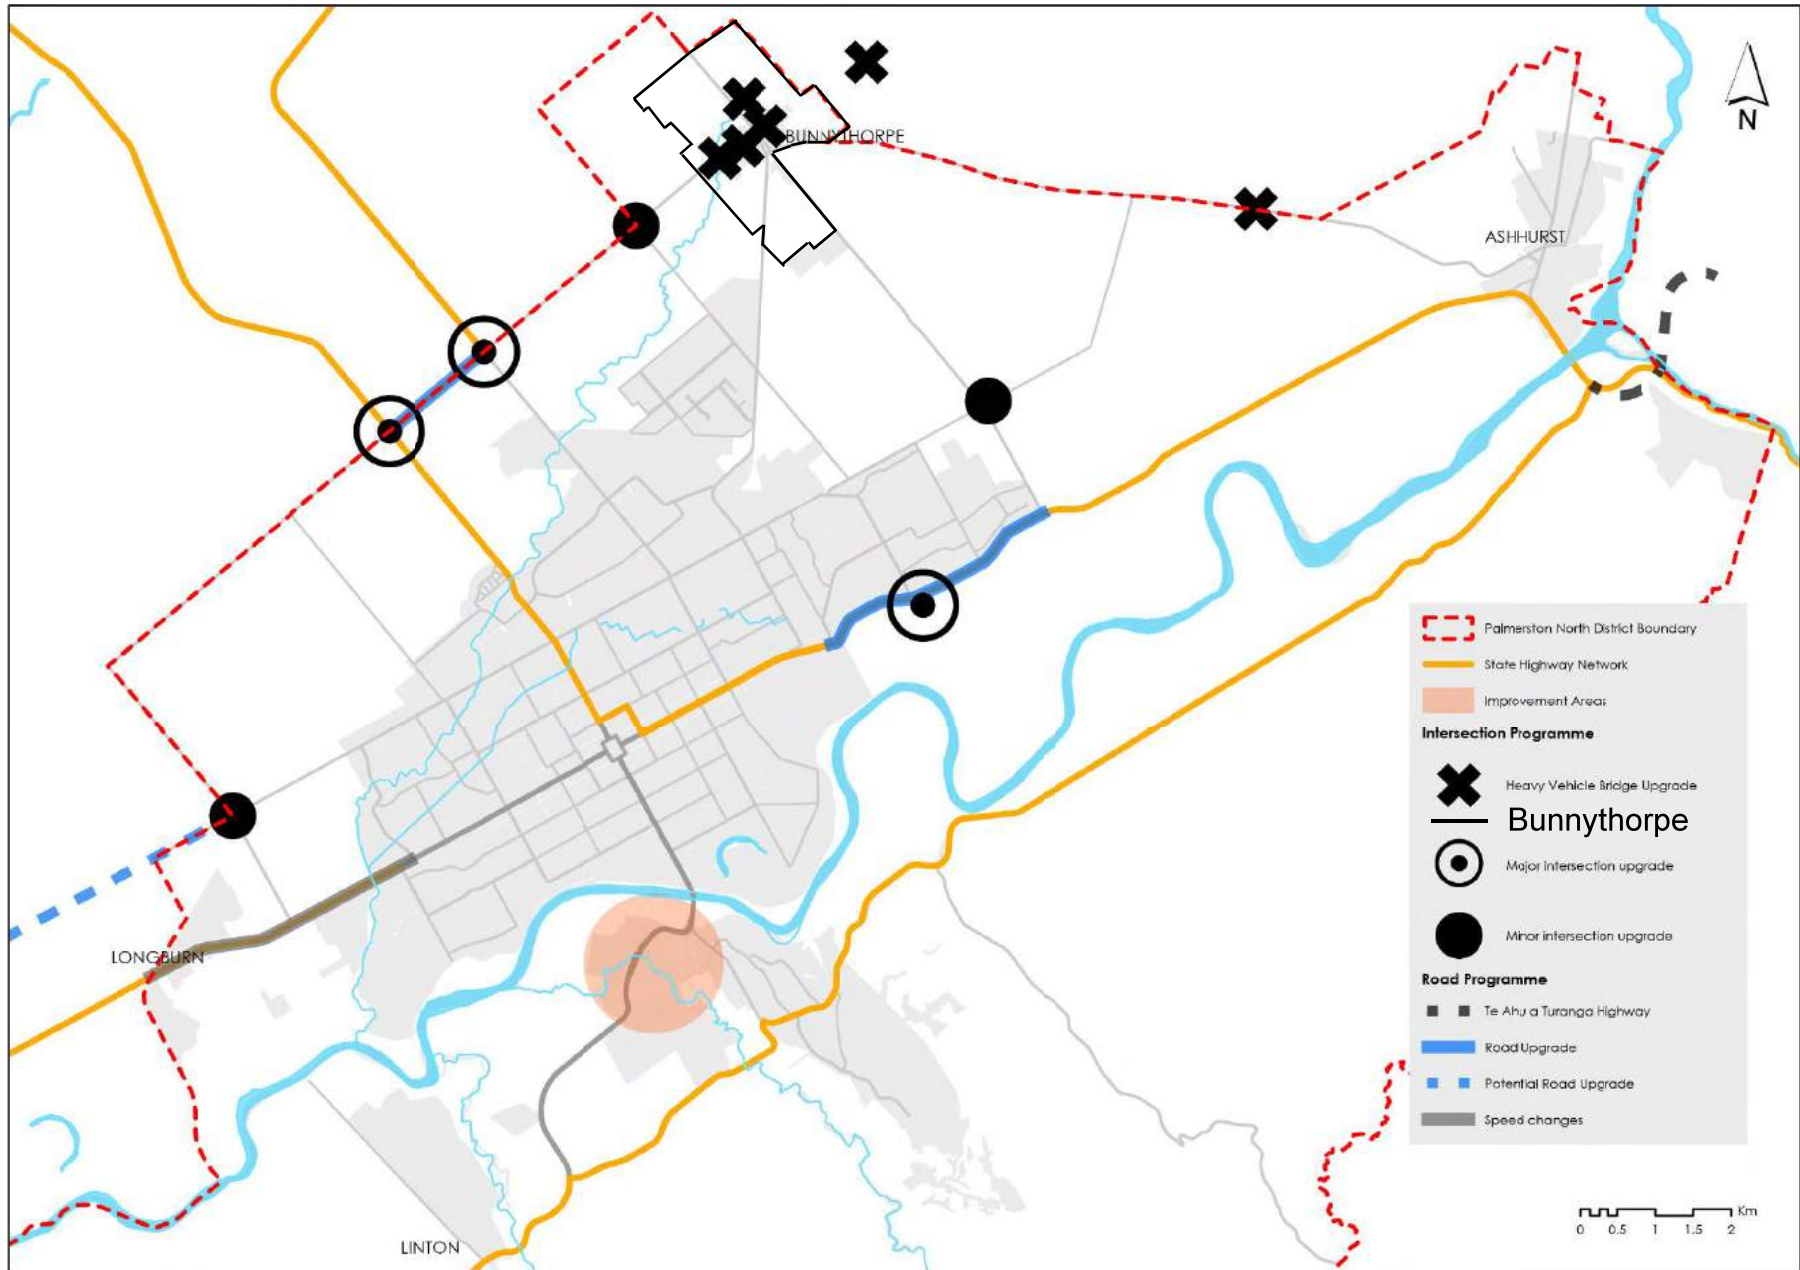 BUNNYTHORPE
N
ASHHURST
Palmerston North District Boundary
State Highway Network
Improvement Areas
Intersection Programme
Heavy Vehicle Bridge Upgrade
Bunnythorpe
Major intersection upgrade
Minor intersection upgrade
LONGBURN
Road Programme
Te Ahu a Turanga Highway
Road Upgrade
Potential Road Upgrade
Speed changes
Km
0 0.5 1 1.5 2
LINTON